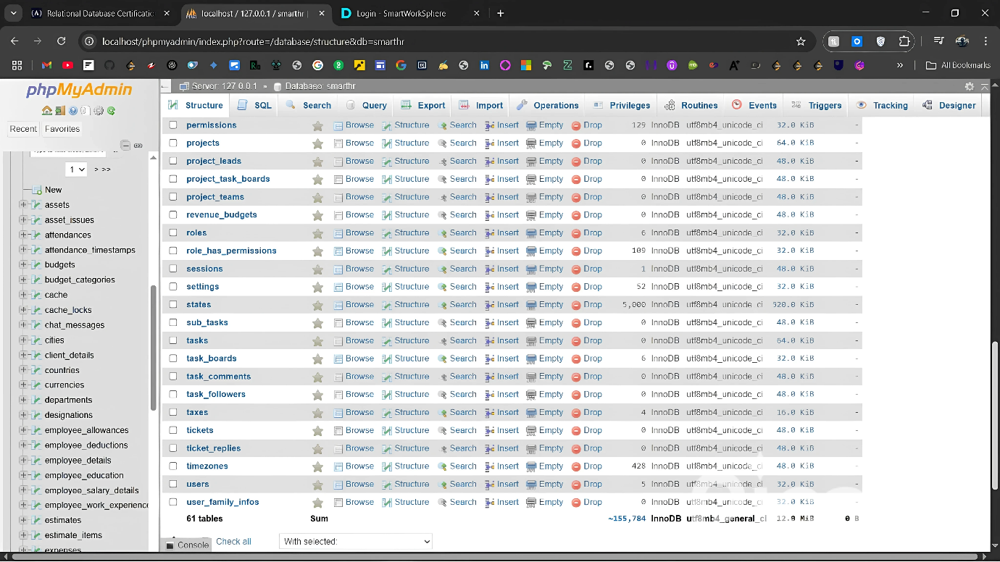 Relational Database Certificatio
localhost / 127.0.0.1 / smarthr |
Login - SmartWorkSphere
localhost/phpmyadmin/index.php?route=/database/structure&db=smarthr
All Bookmarks
phpMyAdmin
Recent Favorites
1 > >>
New
assets
asset_issues
attendances
attendance_timestamps
budgets
budget_categories
cache
cache_locks
chat_messages
cities
client_details
countries
currencies
departments
designations
employee_allowances
employee_deductions
employee_details
employee_education
employee_salary_details
employee_work_experience
estimates
estimate_items
expenses
Server: 127.0.0.1 » Database: smarthr
Structure SQL Search Query Export Import Operations Privileges Routines Events Triggers Tracking Designer
permissions Browse Structure Search Insert Empty Drop 129 InnoDB utf8mb4_unicode_ci 32.0 KiB -
projects Browse Structure Search Insert Empty Drop 0 InnoDB utf8mb4_unicode_ci 64.0 KiB -
project_leads Browse Structure Search Insert Empty Drop 0 InnoDB utf8mb4_unicode_ci 48.0 KiB -
project_task_boards Browse Structure Search Insert Empty Drop 0 InnoDB utf8mb4_unicode_ci 48.0 KiB -
project_teams Browse Structure Search Insert Empty Drop 0 InnoDB utf8mb4_unicode_ci 48.0 KiB -
revenue_budgets Browse Structure Search Insert Empty Drop 0 InnoDB utf8mb4_unicode_ci 48.0 KiB -
roles Browse Structure Search Insert Empty Drop 6 InnoDB utf8mb4_unicode_ci 32.0 KiB -
role_has_permissions Browse Structure Search Insert Empty Drop 109 InnoDB utf8mb4_unicode_ci 32.0 KiB -
sessions Browse Structure Search Insert Empty Drop 1 InnoDB utf8mb4_unicode_ci 48.0 KiB -
settings Browse Structure Search Insert Empty Drop 52 InnoDB utf8mb4_unicode_ci 32.0 KiB -
states Browse Structure Search Insert Empty Drop 5,000 InnoDB utf8mb4_unicode_ci KiB -
sub_tasks Browse Structure Search Insert Empty Drop 0 InnoDB utf8mb4_unicode_ci 48.0 KiB -
tasks Browse Structure Search Insert Empty Drop 0 InnoDB utf8mb4_unicode_ci 64.0 KiB -
task_boards Browse Structure Search Insert Empty Drop 6 InnoDB utf8mb4_unicode_ci 32.0 KiB -
task_comments Browse Structure Search Insert Empty Drop 0 InnoDB utf8mb4_unicode_ci 48.0 KiB -
task_followers Browse Structure Search Insert Empty Drop 0 InnoDB utf8mb4_unicode_ci 48.0 KiB -
taxes Browse Structure Search Insert Empty Drop 4 InnoDB utf8mb4_unicode_ci 16.0 KiB -
tickets Browse Structure Search Insert Empty Drop 0 InnoDB utf8mb4_unicode_ci 48.0 KiB -
ticket_replies Browse Structure Search Insert Empty Drop 0 InnoDB utf8mb4_unicode_ci 48.0 KiB -
timezones Browse Structure Search Insert Empty Drop 428 InnoDB utf8mb4_unicode_ci 48.0 KiB -
users Browse Structure Search Insert Empty Drop 5 InnoDB utf8mb4_unicode_ci 32.0 KiB -
user_family_infos Browse Structure Search Insert Empty Drop 0 InnoDB utf8mb4_unicode_ci 32.0 KiB -
61 tables Sum ~155,784 InnoDB utf8mb4_general_ci 12.0 MiB 0 B
Console Check all With selected: